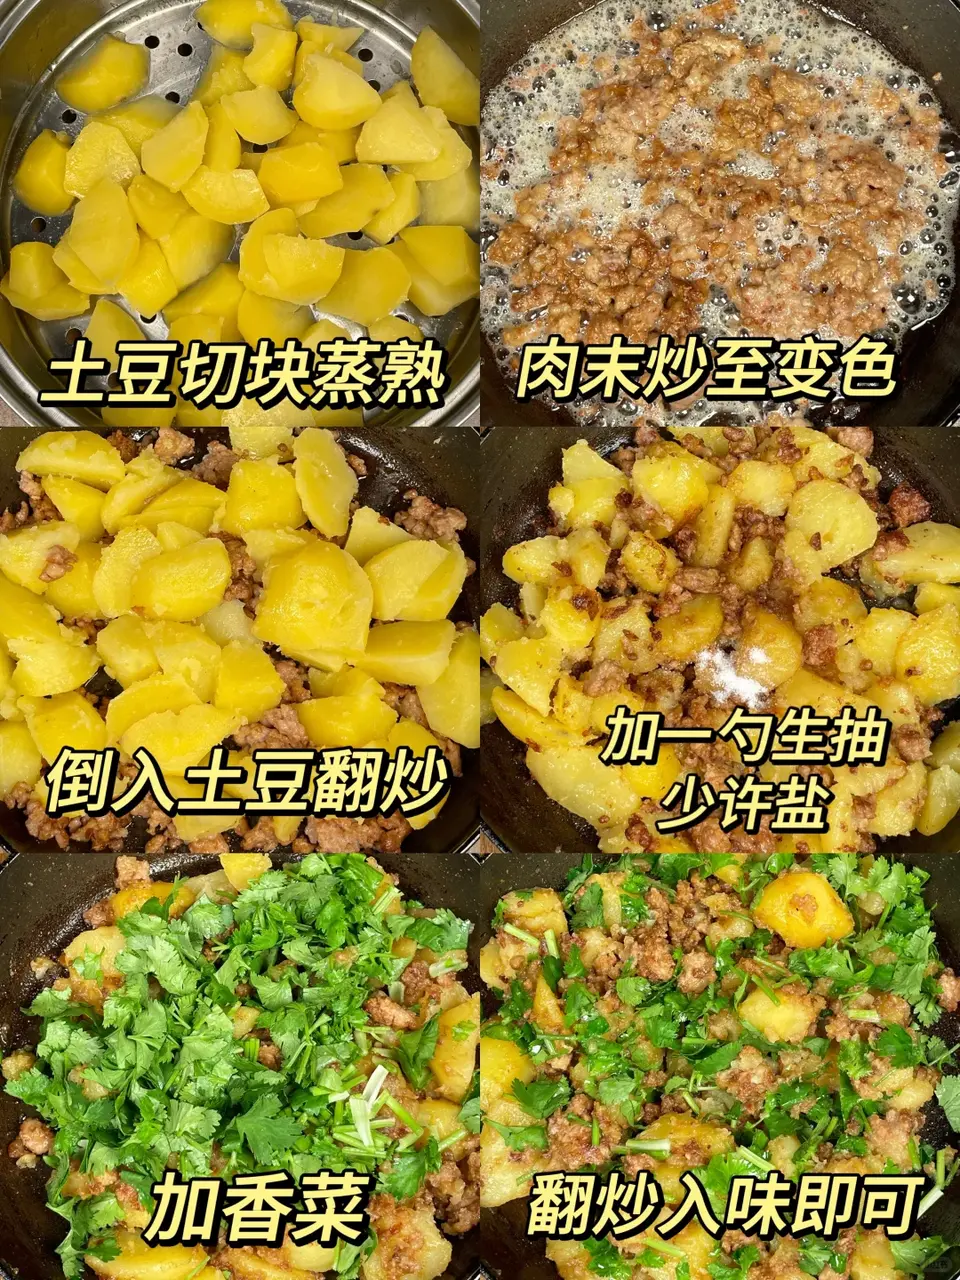 土豆切块蒸熟
肉末炒至变色
倒入土豆翻炒
加一勺生抽
少许盐
加香菜
翻炒入味即可